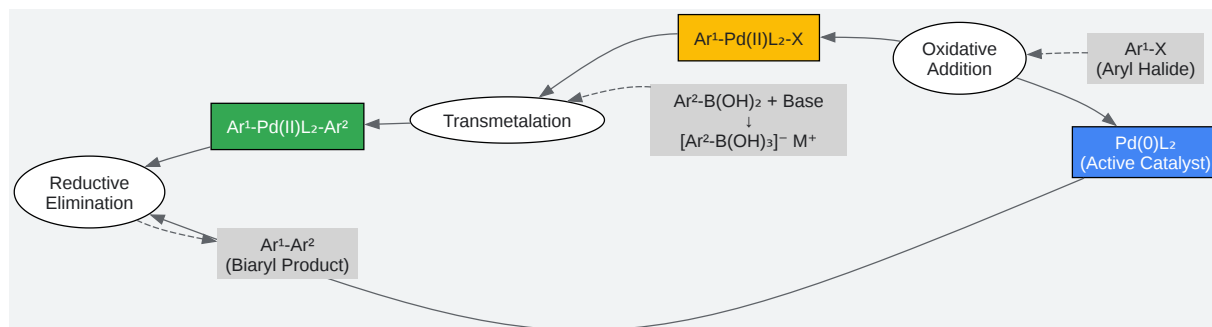 Ar¹-Pd(II)L₂-X
Oxidative
Addition
Ar¹-X
(Aryl Halide)
Ar²-B(OH)₂ + Base
↓
[Ar²-B(OH)₃]⁻ M⁺
Transmetalation
Ar¹-Pd(II)L₂-Ar²
Pd(0)L₂
(Active Catalyst)
Reductive
Elimination
Ar¹-Ar²
(Biaryl Product)